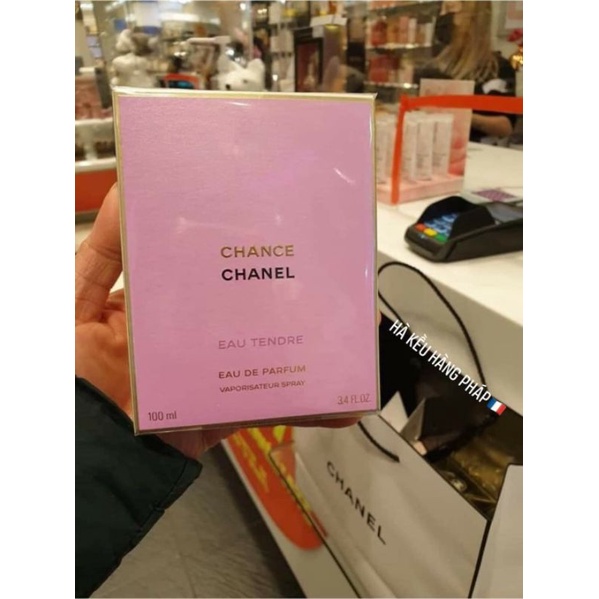 CHANCE
CHANEL
EAU TENDRE
EAU DE PARFUM
VAPORISATEUR SPRAY
100 ml
3.4 FL.OZ.
HÀ KỀU HÀNG PHÁP
CHANEL